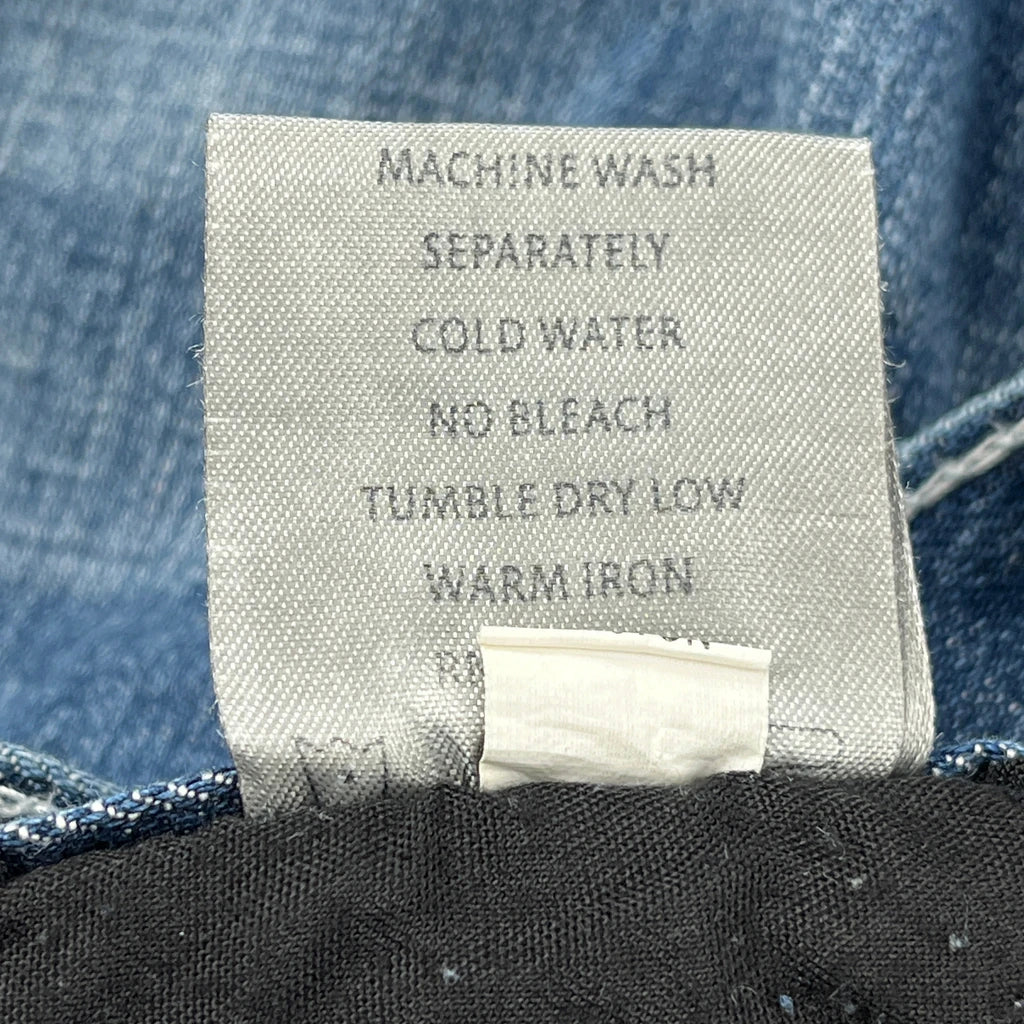 MACHINE WASH
SEPARATELY
COLD WATER
NO BLEACH
TUMBLE DRY LOW
WARM IRON